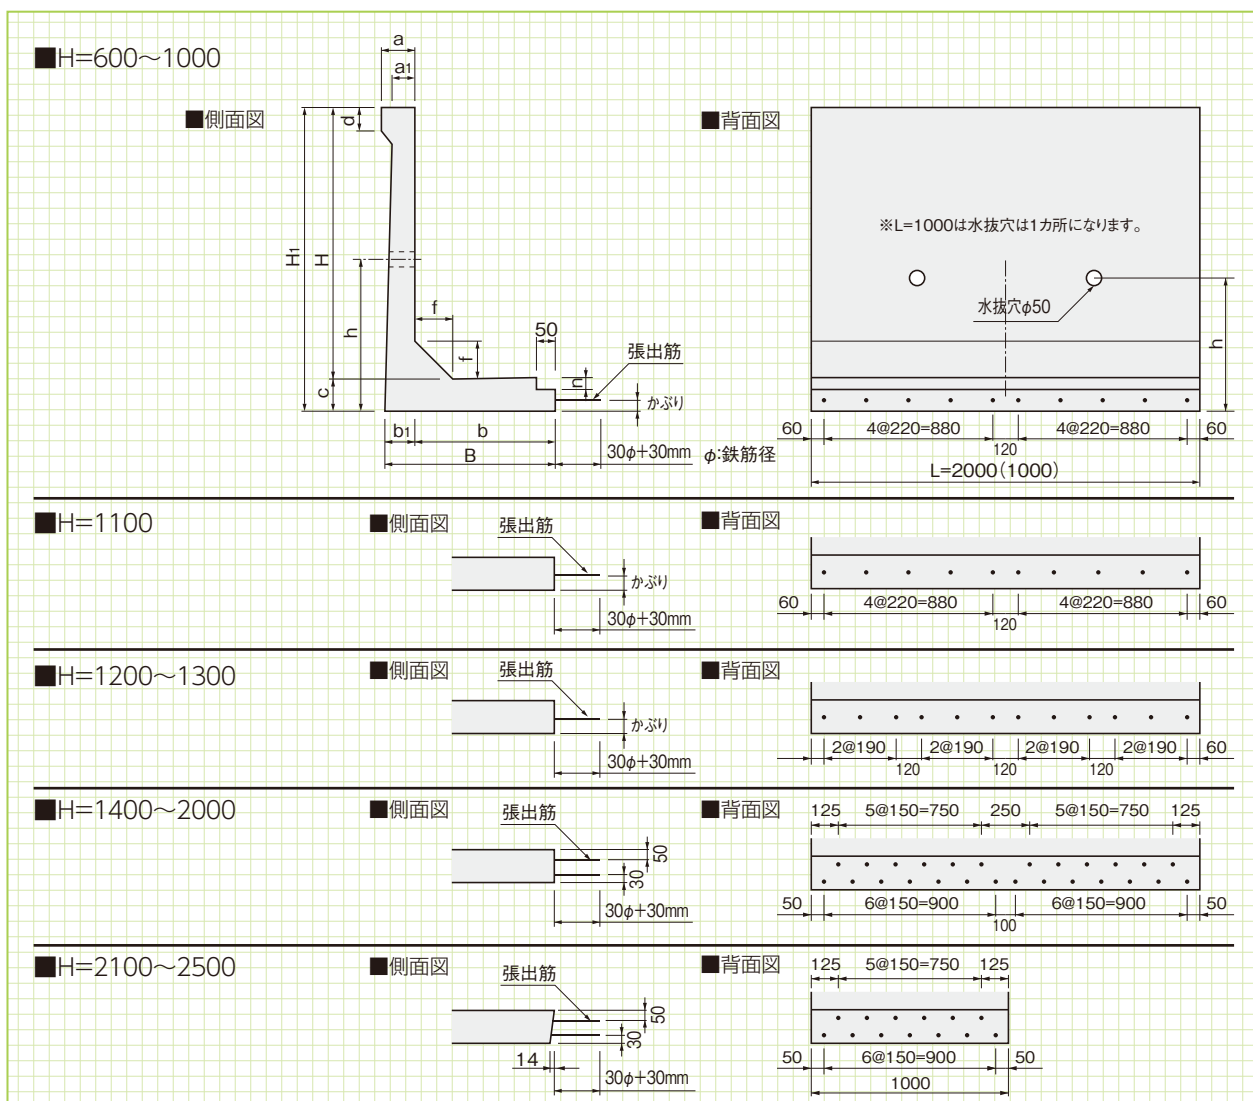 ■H=600〜1000
■側面図
a
a1
d
H1
H
h
c
f
f
50
n
張出筋
かぶり
b1
b
B
30φ+30mm
φ:鉄筋径
■背面図
※L=1000は水抜穴は1カ所になります。
水抜穴φ50
h
60
4@220=880
120
4@220=880
60
L=2000(1000)
■H=1100
■側面図
張出筋
かぶり
30φ+30mm
■背面図
60
4@220=880
120
4@220=880
60
■H=1200〜1300
■側面図
張出筋
かぶり
30φ+30mm
■背面図
2@190
120
2@190
120
2@190
120
2@190
60
■H=1400〜2000
■側面図
張出筋
50
30
30φ+30mm
■背面図
125
5@150=750
250
5@150=750
125
50
6@150=900
100
6@150=900
50
■H=2100〜2500
■側面図
張出筋
50
30
14
30φ+30mm
■背面図
125
5@150=750
125
50
6@150=900
50
1000